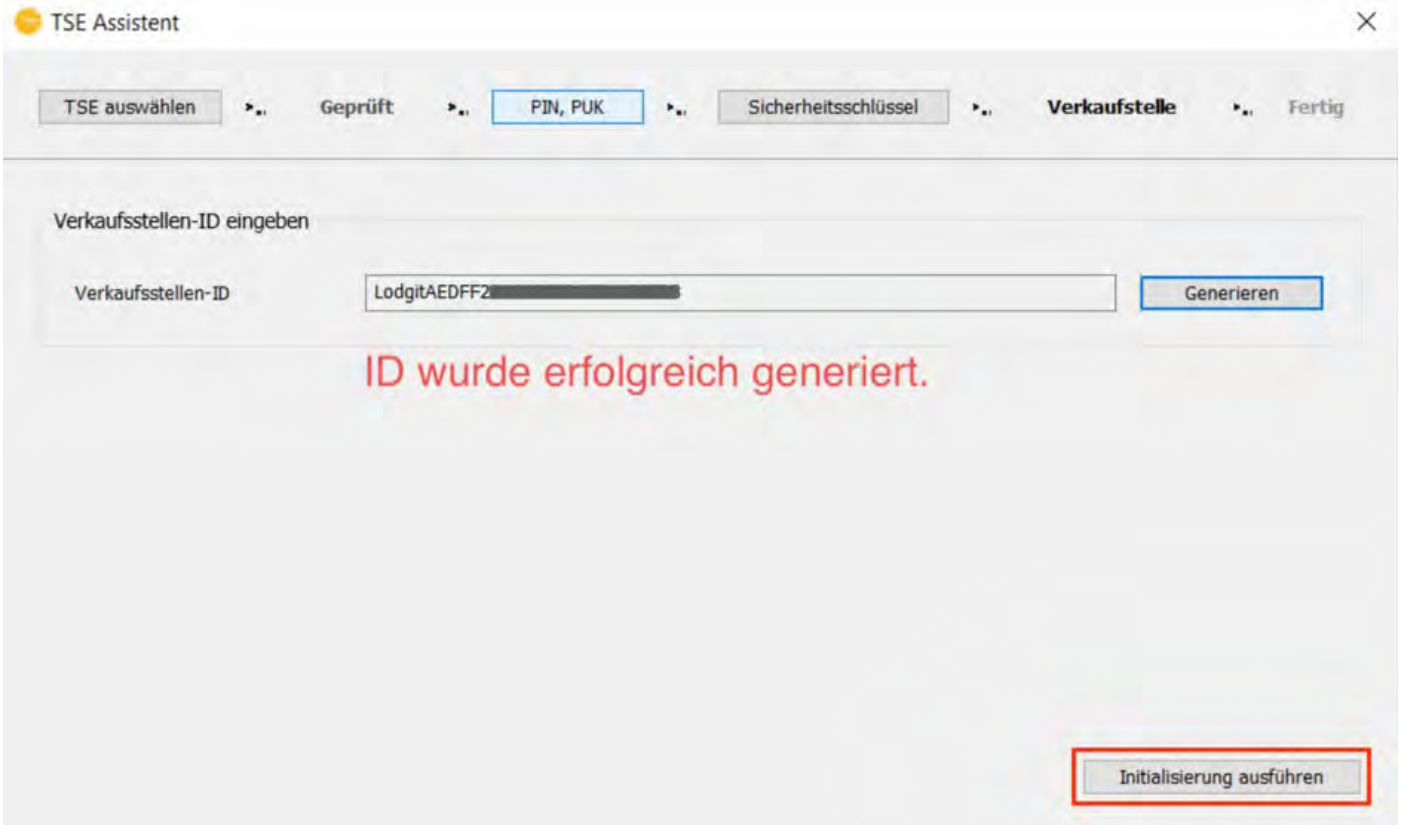 TSE Assistent
TSE auswählen Geprüft PIN, PUK Sicherheitsschlüssel Verkaufstelle Fertig
Verkaufsstellen-ID eingeben
Verkaufsstellen-ID LodgitAEDFF2 Generieren
ID wurde erfolgreich generiert.
Initialisierung ausführen